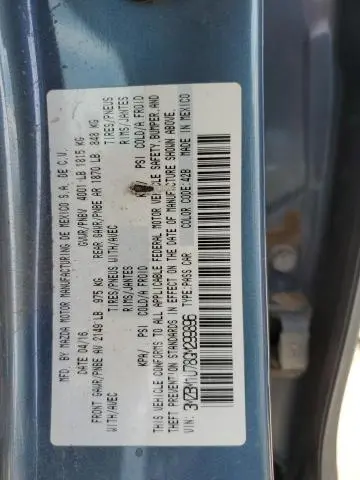 MFG. BY MAZDA MOTOR MANUFACTURING DE MEXICO S.A. DE C.V.
DATE 04/16 GVWR/PNBV 4001 LB 1815 KG
FRONT GAWR/PNBE AV 2149 LB 975 KG REAR GAWR/PNBE AR 1870 LB 848 KG
WITH/AVEC TIRES/PNEUS WITH/AVEC TIRES/PNEUS
RIMS/JANTES RIMS/JANTES
KPA/ PSI COLD/A FROID PSI COLD/A FROID
THIS VEHICLE CONFORMS TO ALL APPLICABLE FEDERAL MOTOR VEHICLE SAFETY, BUMPER, AND
THEFT PREVENTION STANDARDS IN EFFECT ON THE DATE OF MANUFACTURE SHOWN ABOVE.
VIN: TYPE:PASS CAR COLOR CODE:42B MADE IN MEXICO